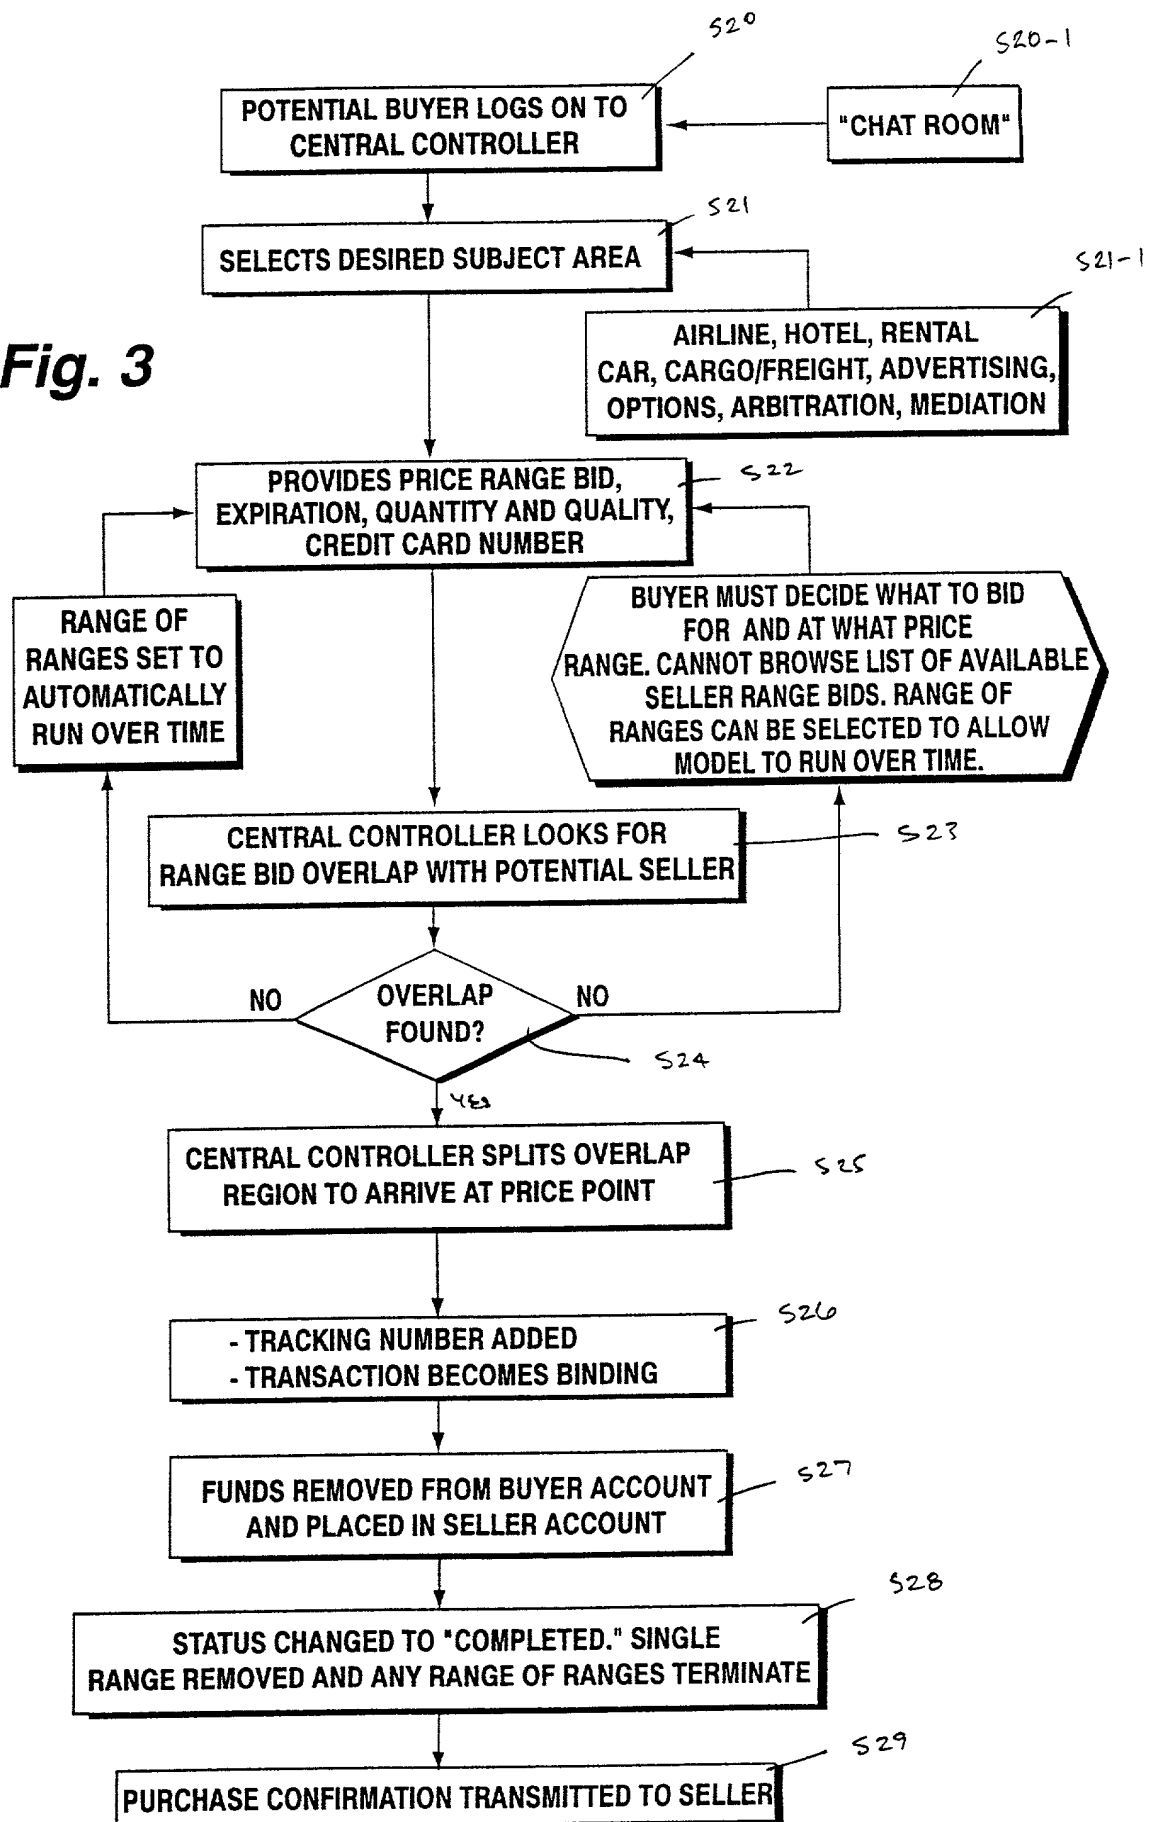 S20
S20-1
POTENTIAL BUYER LOGS ON TO
CENTRAL CONTROLLER
"CHAT ROOM"
S21
SELECTS DESIRED SUBJECT AREA
S21-1
AIRLINE, HOTEL, RENTAL
CAR, CARGO/FREIGHT, ADVERTISING,
OPTIONS, ARBITRATION, MEDIATION
Fig. 3
S22
PROVIDES PRICE RANGE BID,
EXPIRATION, QUANTITY AND QUALITY,
CREDIT CARD NUMBER
RANGE OF
RANGES SET TO
AUTOMATICALLY
RUN OVER TIME
BUYER MUST DECIDE WHAT TO BID
FOR AND AT WHAT PRICE
RANGE. CANNOT BROWSE LIST OF AVAILABLE
SELLER RANGE BIDS. RANGE OF
RANGES CAN BE SELECTED TO ALLOW
MODEL TO RUN OVER TIME.
CENTRAL CONTROLLER LOOKS FOR
RANGE BID OVERLAP WITH POTENTIAL SELLER
S23
NO
OVERLAP
FOUND?
NO
S24
YES
CENTRAL CONTROLLER SPLITS OVERLAP
REGION TO ARRIVE AT PRICE POINT
S25
- TRACKING NUMBER ADDED
- TRANSACTION BECOMES BINDING
S26
FUNDS REMOVED FROM BUYER ACCOUNT
AND PLACED IN SELLER ACCOUNT
S27
S28
STATUS CHANGED TO "COMPLETED." SINGLE
RANGE REMOVED AND ANY RANGE OF RANGES TERMINATE
S29
PURCHASE CONFIRMATION TRANSMITTED TO SELLER